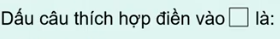 Dấu câu thích hợp điền vào □ là: